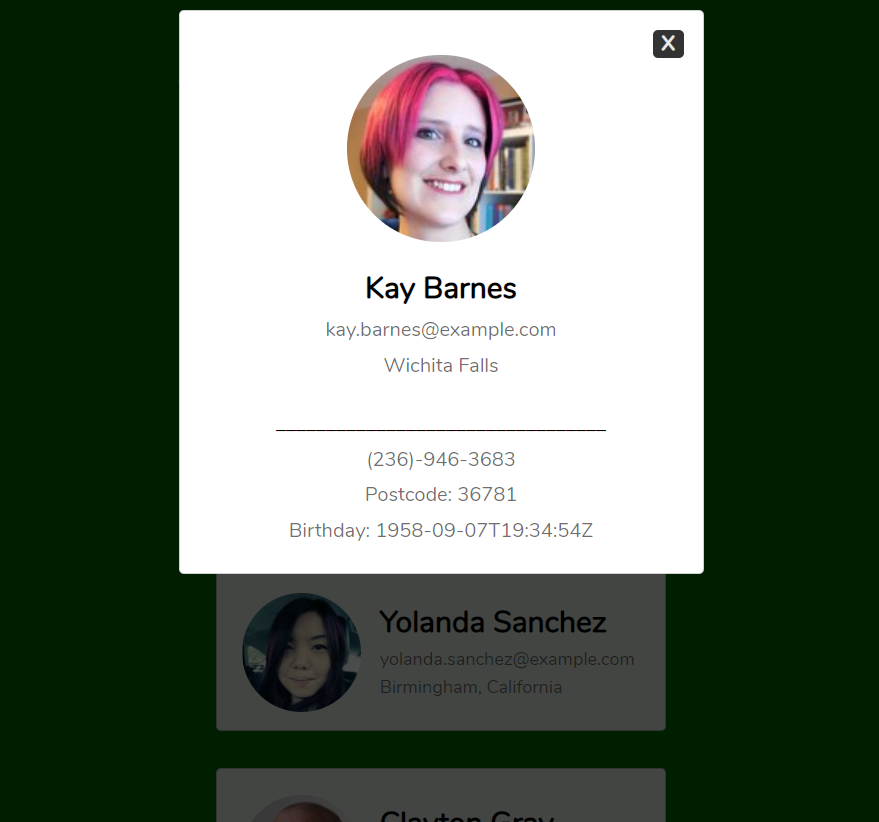 X
Kay Barnes
kay.barnes@example.com
Wichita Falls
_________________________________
(236)-946-3683
Postcode: 36781
Birthday: 1958-09-07T19:34:54Z
Yolanda Sanchez
yolanda.sanchez@example.com
Birmingham, California
Clayton Gray